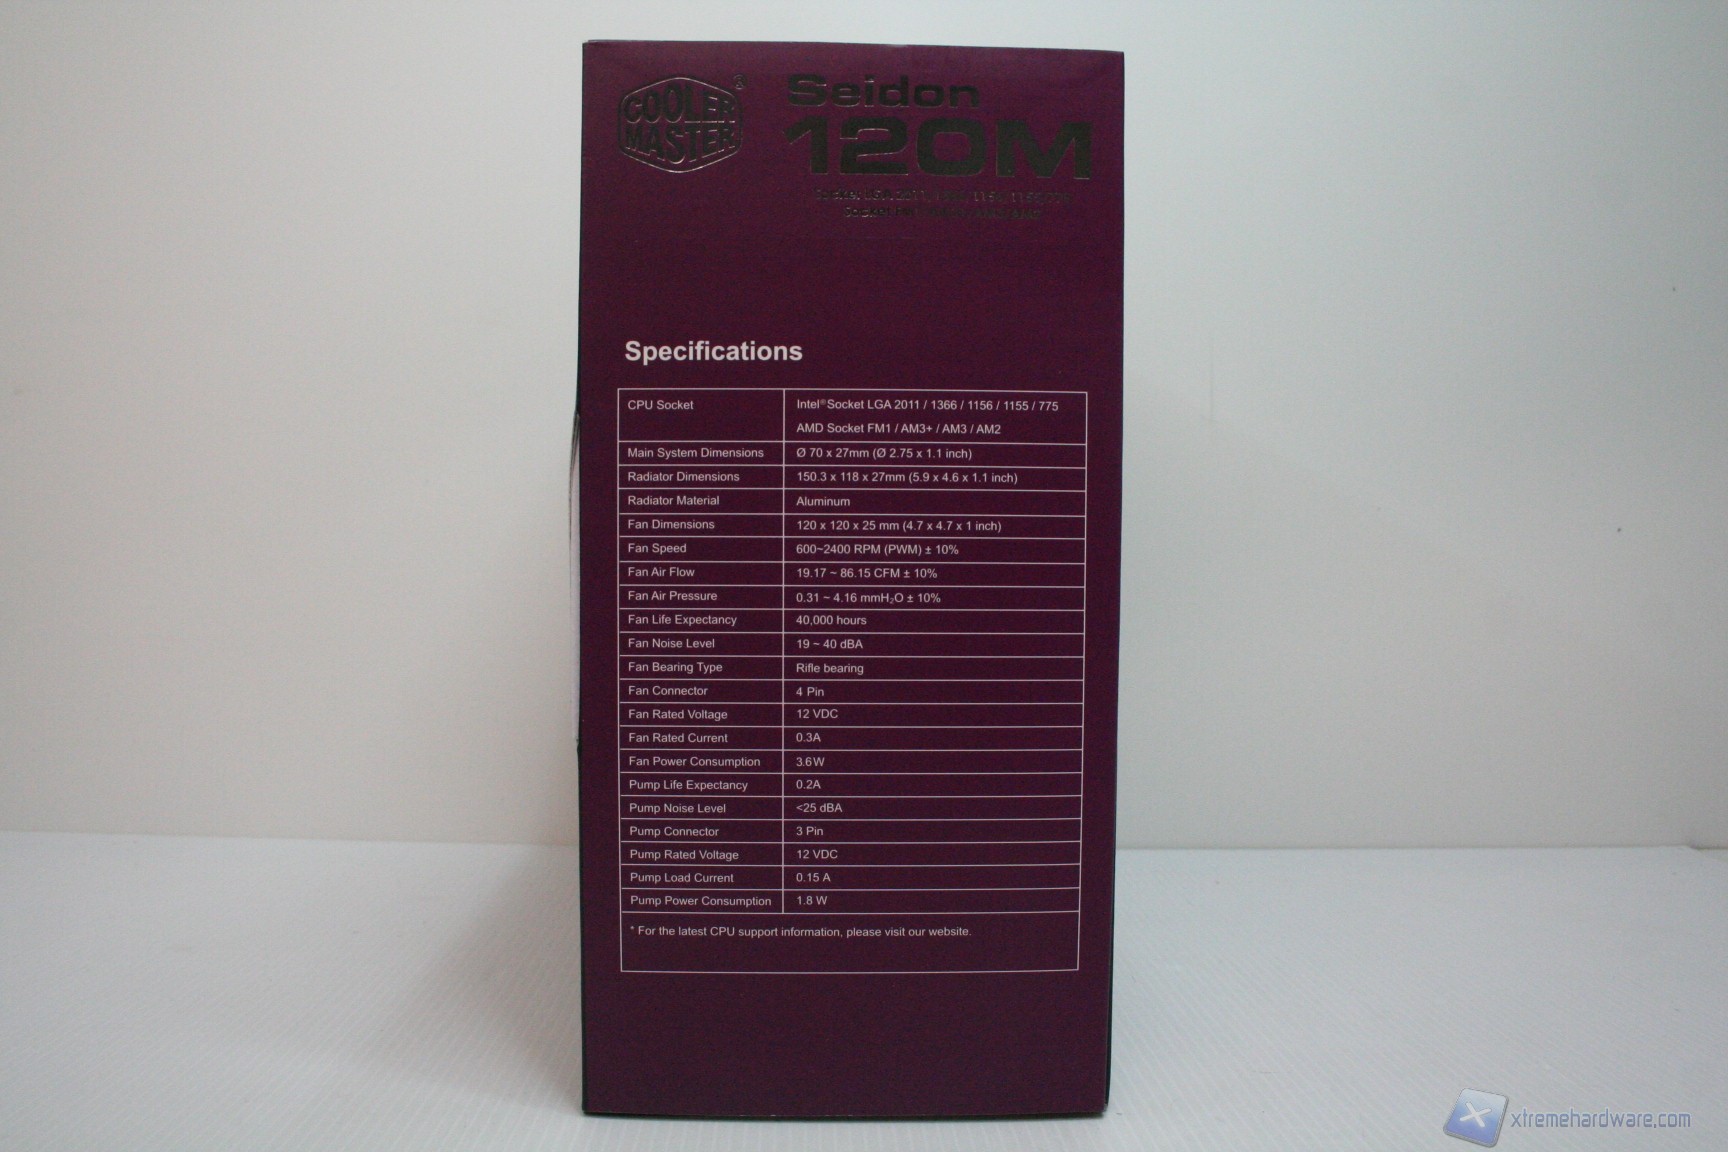 COOLER
MASTER
®
Seidon
120M
Socket LGA 2011
Socket FM1
Specifications
CPU Socket Intel® Socket LGA 2011 / 1366 / 1156 / 1155 / 775
AMD Socket FM1 / AM3+ / AM3 / AM2
Main System Dimensions Ø 70 x 27mm (Ø 2.75 x 1.1 inch)
Radiator Dimensions 150.3 x 118 x 27mm (5.9 x 4.6 x 1.1 inch)
Radiator Material Aluminum
Fan Dimensions 120 x 120 x 25 mm (4.7 x 4.7 x 1 inch)
Fan Speed 600~2400 RPM (PWM) ± 10%
Fan Air Flow 19.17 ~ 86.15 CFM ± 10%
Fan Air Pressure 0.31 ~ 4.16 mmH₂O ± 10%
Fan Life Expectancy 40,000 hours
Fan Noise Level 19 ~ 40 dBA
Fan Bearing Type Rifle bearing
Fan Connector 4 Pin
Fan Rated Voltage 12 VDC
Fan Rated Current 0.3A
Fan Power Consumption 3.6W
Pump Life Expectancy 0.2A
Pump Noise Level <25 dBA
Pump Connector 3 Pin
Pump Rated Voltage 12 VDC
Pump Load Current 0.15 A
Pump Power Consumption 1.8 W
* For the latest CPU support information, please visit our website.
xtremehardware.com